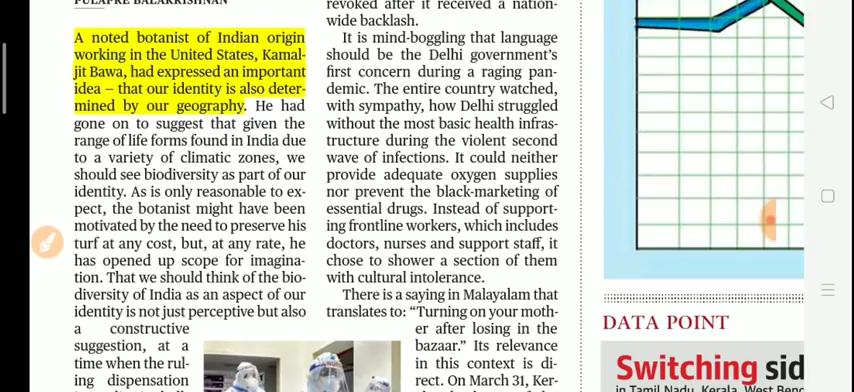 PULAPRE BALAKRISHNAN
A noted botanist of Indian origin
working in the United States, Kamal-
jit Bawa, had expressed an important
idea – that our identity is also deter-
mined by our geography. He had
gone on to suggest that given the
range of life forms found in India due
to a variety of climatic zones, we
should see biodiversity as part of our
identity. As is only reasonable to ex-
pect, the botanist might have been
motivated by the need to preserve his
turf at any cost, but, at any rate, he
has opened up scope for imagina-
tion. That we should think of the bio-
diversity of India as an aspect of our
identity is not just perceptive but also
a constructive
suggestion, at a
time when the rul-
ing dispensation
revoked after it received a nation-
wide backlash.
It is mind-boggling that language
should be the Delhi government's
first concern during a raging pan-
demic. The entire country watched,
with sympathy, how Delhi struggled
without the most basic health infras-
tructure during the violent second
wave of infections. It could neither
provide adequate oxygen supplies
nor prevent the black-marketing of
essential drugs. Instead of support-
ing frontline workers, which includes
doctors, nurses and support staff, it
chose to shower a section of them
with cultural intolerance.
There is a saying in Malayalam that
translates to: “Turning on your moth-
er after losing in the
bazaar.” Its relevance
in this context is di-
rect. On March 31, Ker-
DATA POINT
Switching sid
in Tamil Nadu, Kerala, West Beng